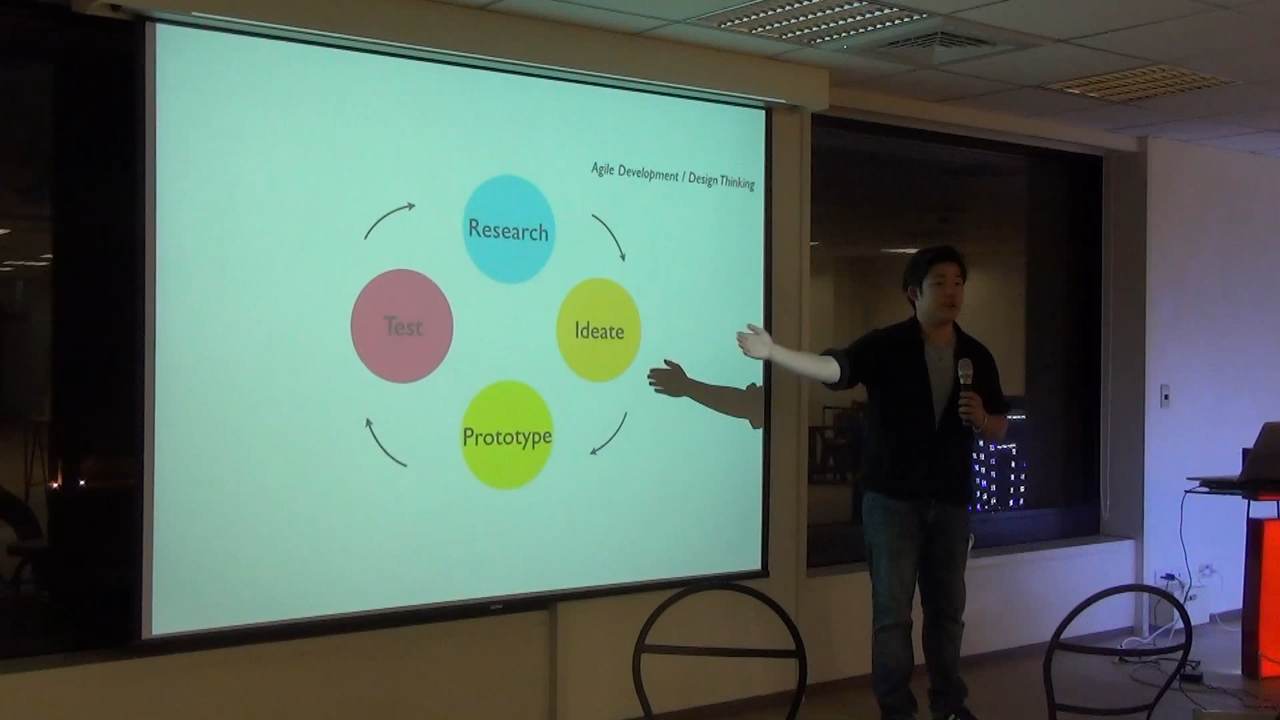 Agile Development / Design Thinking
Research
Test
Ideate
Prototype